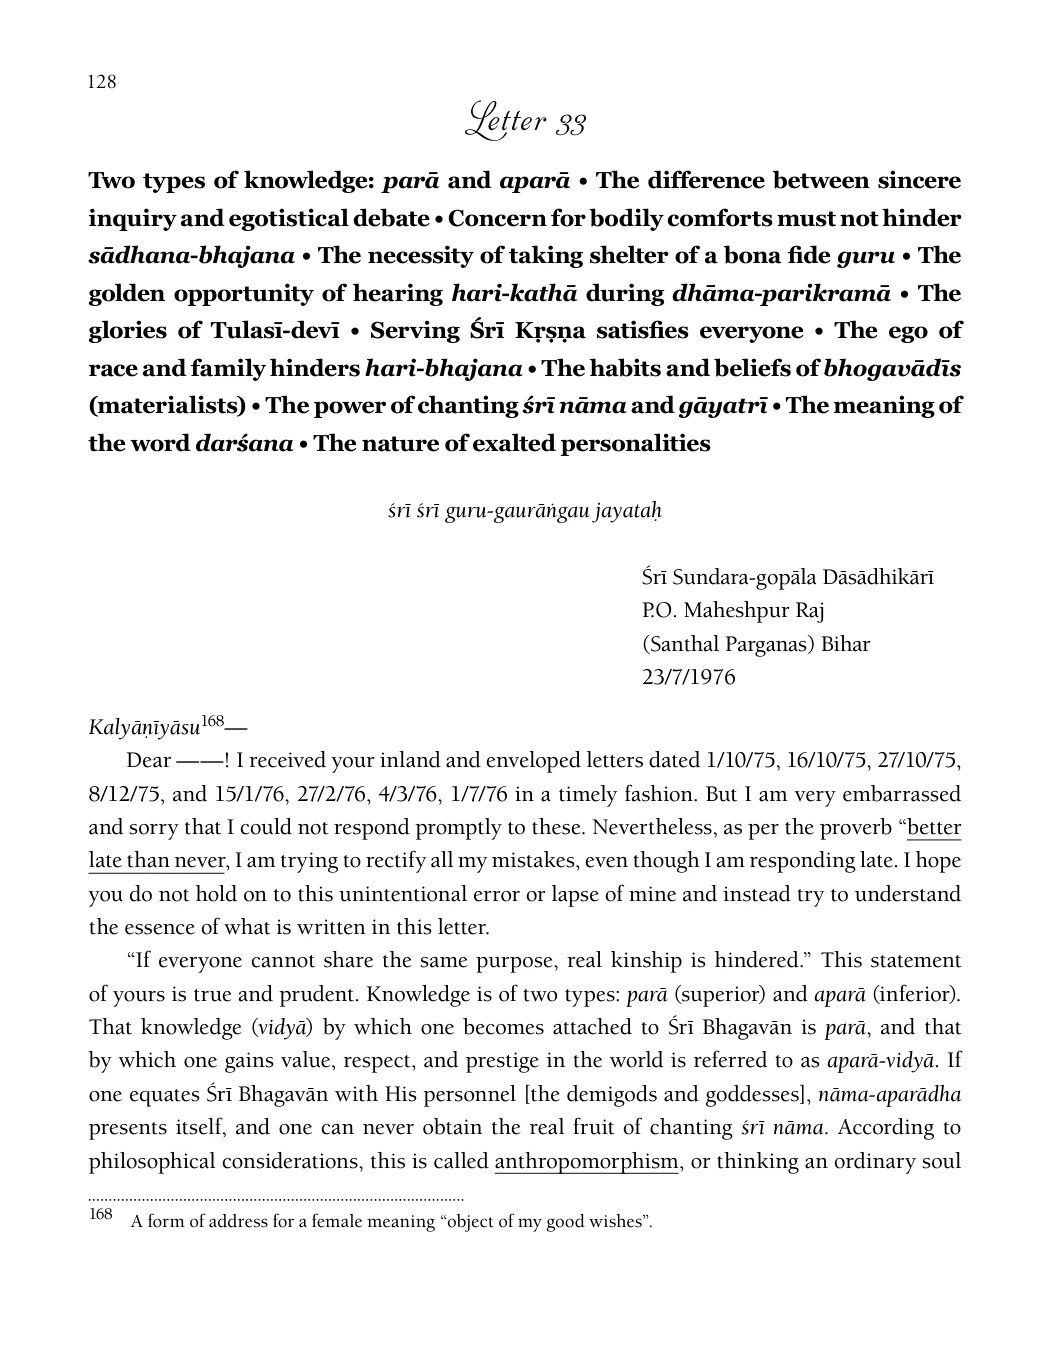 128
Letter 33
Two types of knowledge: parā and aparā • The difference between sincere
inquiry and egotistical debate • Concern for bodily comforts must not hinder
sādhana-bhajana • The necessity of taking shelter of a bona fide guru • The
golden opportunity of hearing hari-kathā during dhāma-parikramā • The
glories of Tulasī-devī • Serving Śrī Kṛṣṇa satisfies everyone • The ego of
race and family hinders hari-bhajana • The habits and beliefs of bhogavādīs
(materialists) • The power of chanting śrī nāma and gāyatrī • The meaning of
the word darśana • The nature of exalted personalities
śrī śrī guru-gaurāṅgau jayataḥ
Śrī Sundara-gopāla Dāsādhikārī
P.O. Maheshpur Raj
(Santhal Parganas) Bihar
23/7/1976
Kalyāṇīyāsu168—
Dear ——! I received your inland and enveloped letters dated 1/10/75, 16/10/75, 27/10/75,
8/12/75, and 15/1/76, 27/2/76, 4/3/76, 1/7/76 in a timely fashion. But I am very embarrassed
and sorry that I could not respond promptly to these. Nevertheless, as per the proverb “better
late than never, I am trying to rectify all my mistakes, even though I am responding late. I hope
you do not hold on to this unintentional error or lapse of mine and instead try to understand
the essence of what is written in this letter.
“If everyone cannot share the same purpose, real kinship is hindered.” This statement
of yours is true and prudent. Knowledge is of two types: parā (superior) and aparā (inferior).
That knowledge (vidyā) by which one becomes attached to Śrī Bhagavān is parā, and that
by which one gains value, respect, and prestige in the world is referred to as aparā-vidyā. If
one equates Śrī Bhagavān with His personnel [the demigods and goddesses], nāma-aparādha
presents itself, and one can never obtain the real fruit of chanting śrī nāma. According to
philosophical considerations, this is called anthropomorphism, or thinking an ordinary soul
168 A form of address for a female meaning “object of my good wishes”.